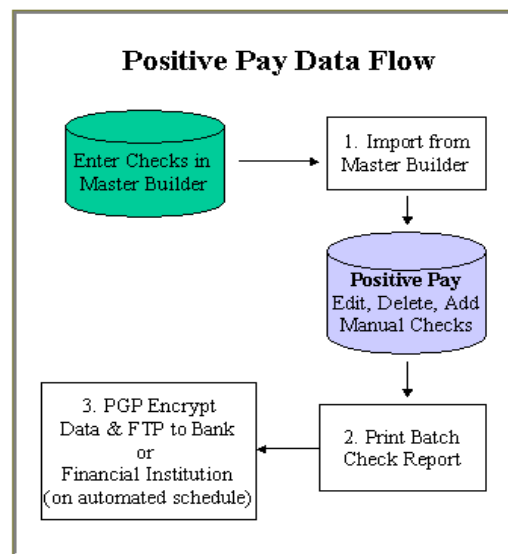 Positive Pay Data Flow
Enter Checks in
Master Builder
1. Import from
Master Builder
Positive Pay
Edit, Delete, Add
Manual Checks
2. Print Batch
Check Report
3. PGP Encrypt
Data & FTP to Bank
or
Financial Institution
(on automated schedule)